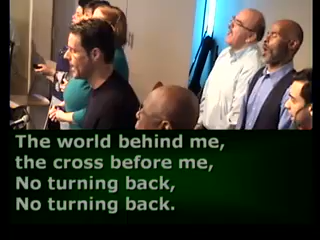 The world behind me,
the cross before me,
No turning back,
No turning back.